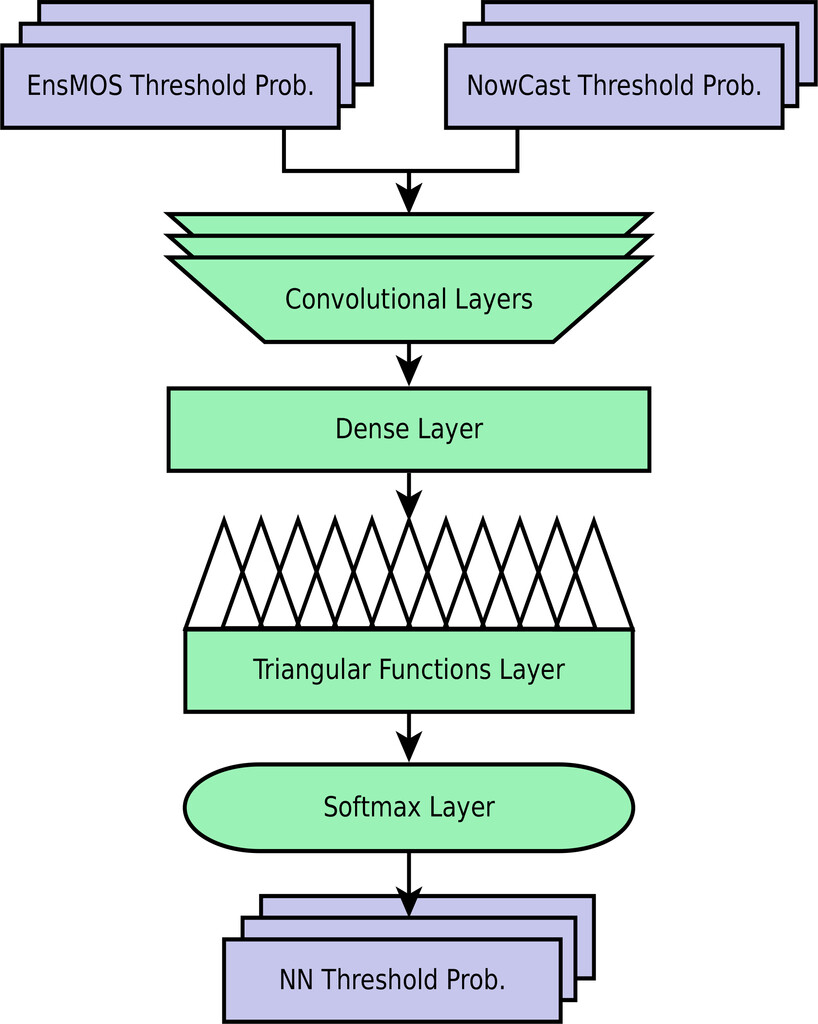 EnsMOS Threshold Prob.
NowCast Threshold Prob.
Convolutional Layers
Dense Layer
Triangular Functions Layer
Softmax Layer
NN Threshold Prob.